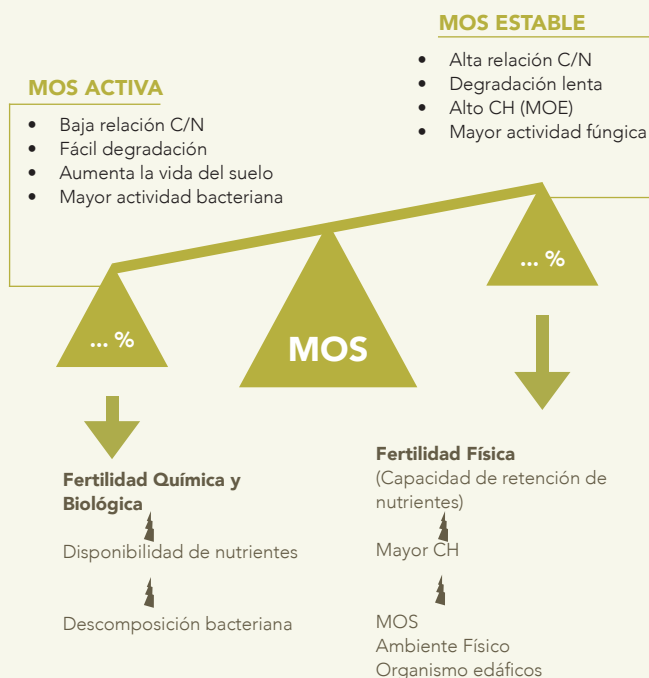 MOS ESTABLE
• Alta relación C/N
• Degradación lenta
• Alto CH (MOE)
• Mayor actividad fúngica
MOS ACTIVA
• Baja relación C/N
• Fácil degradación
• Aumenta la vida del suelo
• Mayor actividad bacteriana
... %
... %
MOS
Fertilidad Química y
Biológica
Disponibilidad de nutrientes
Descomposición bacteriana
Fertilidad Física
(Capacidad de retención de
nutrientes)
Mayor CH
MOS
Ambiente Físico
Organismo edáficos